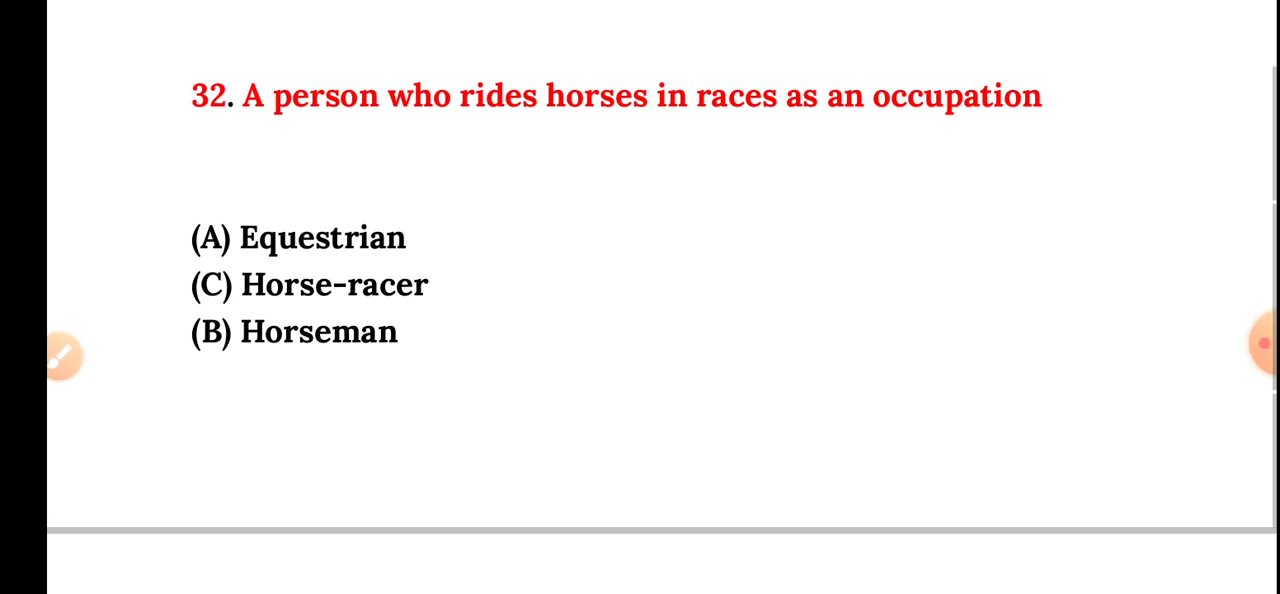 32. A person who rides horses in races as an occupation
(A) Equestrian
(C) Horse-racer
(B) Horseman